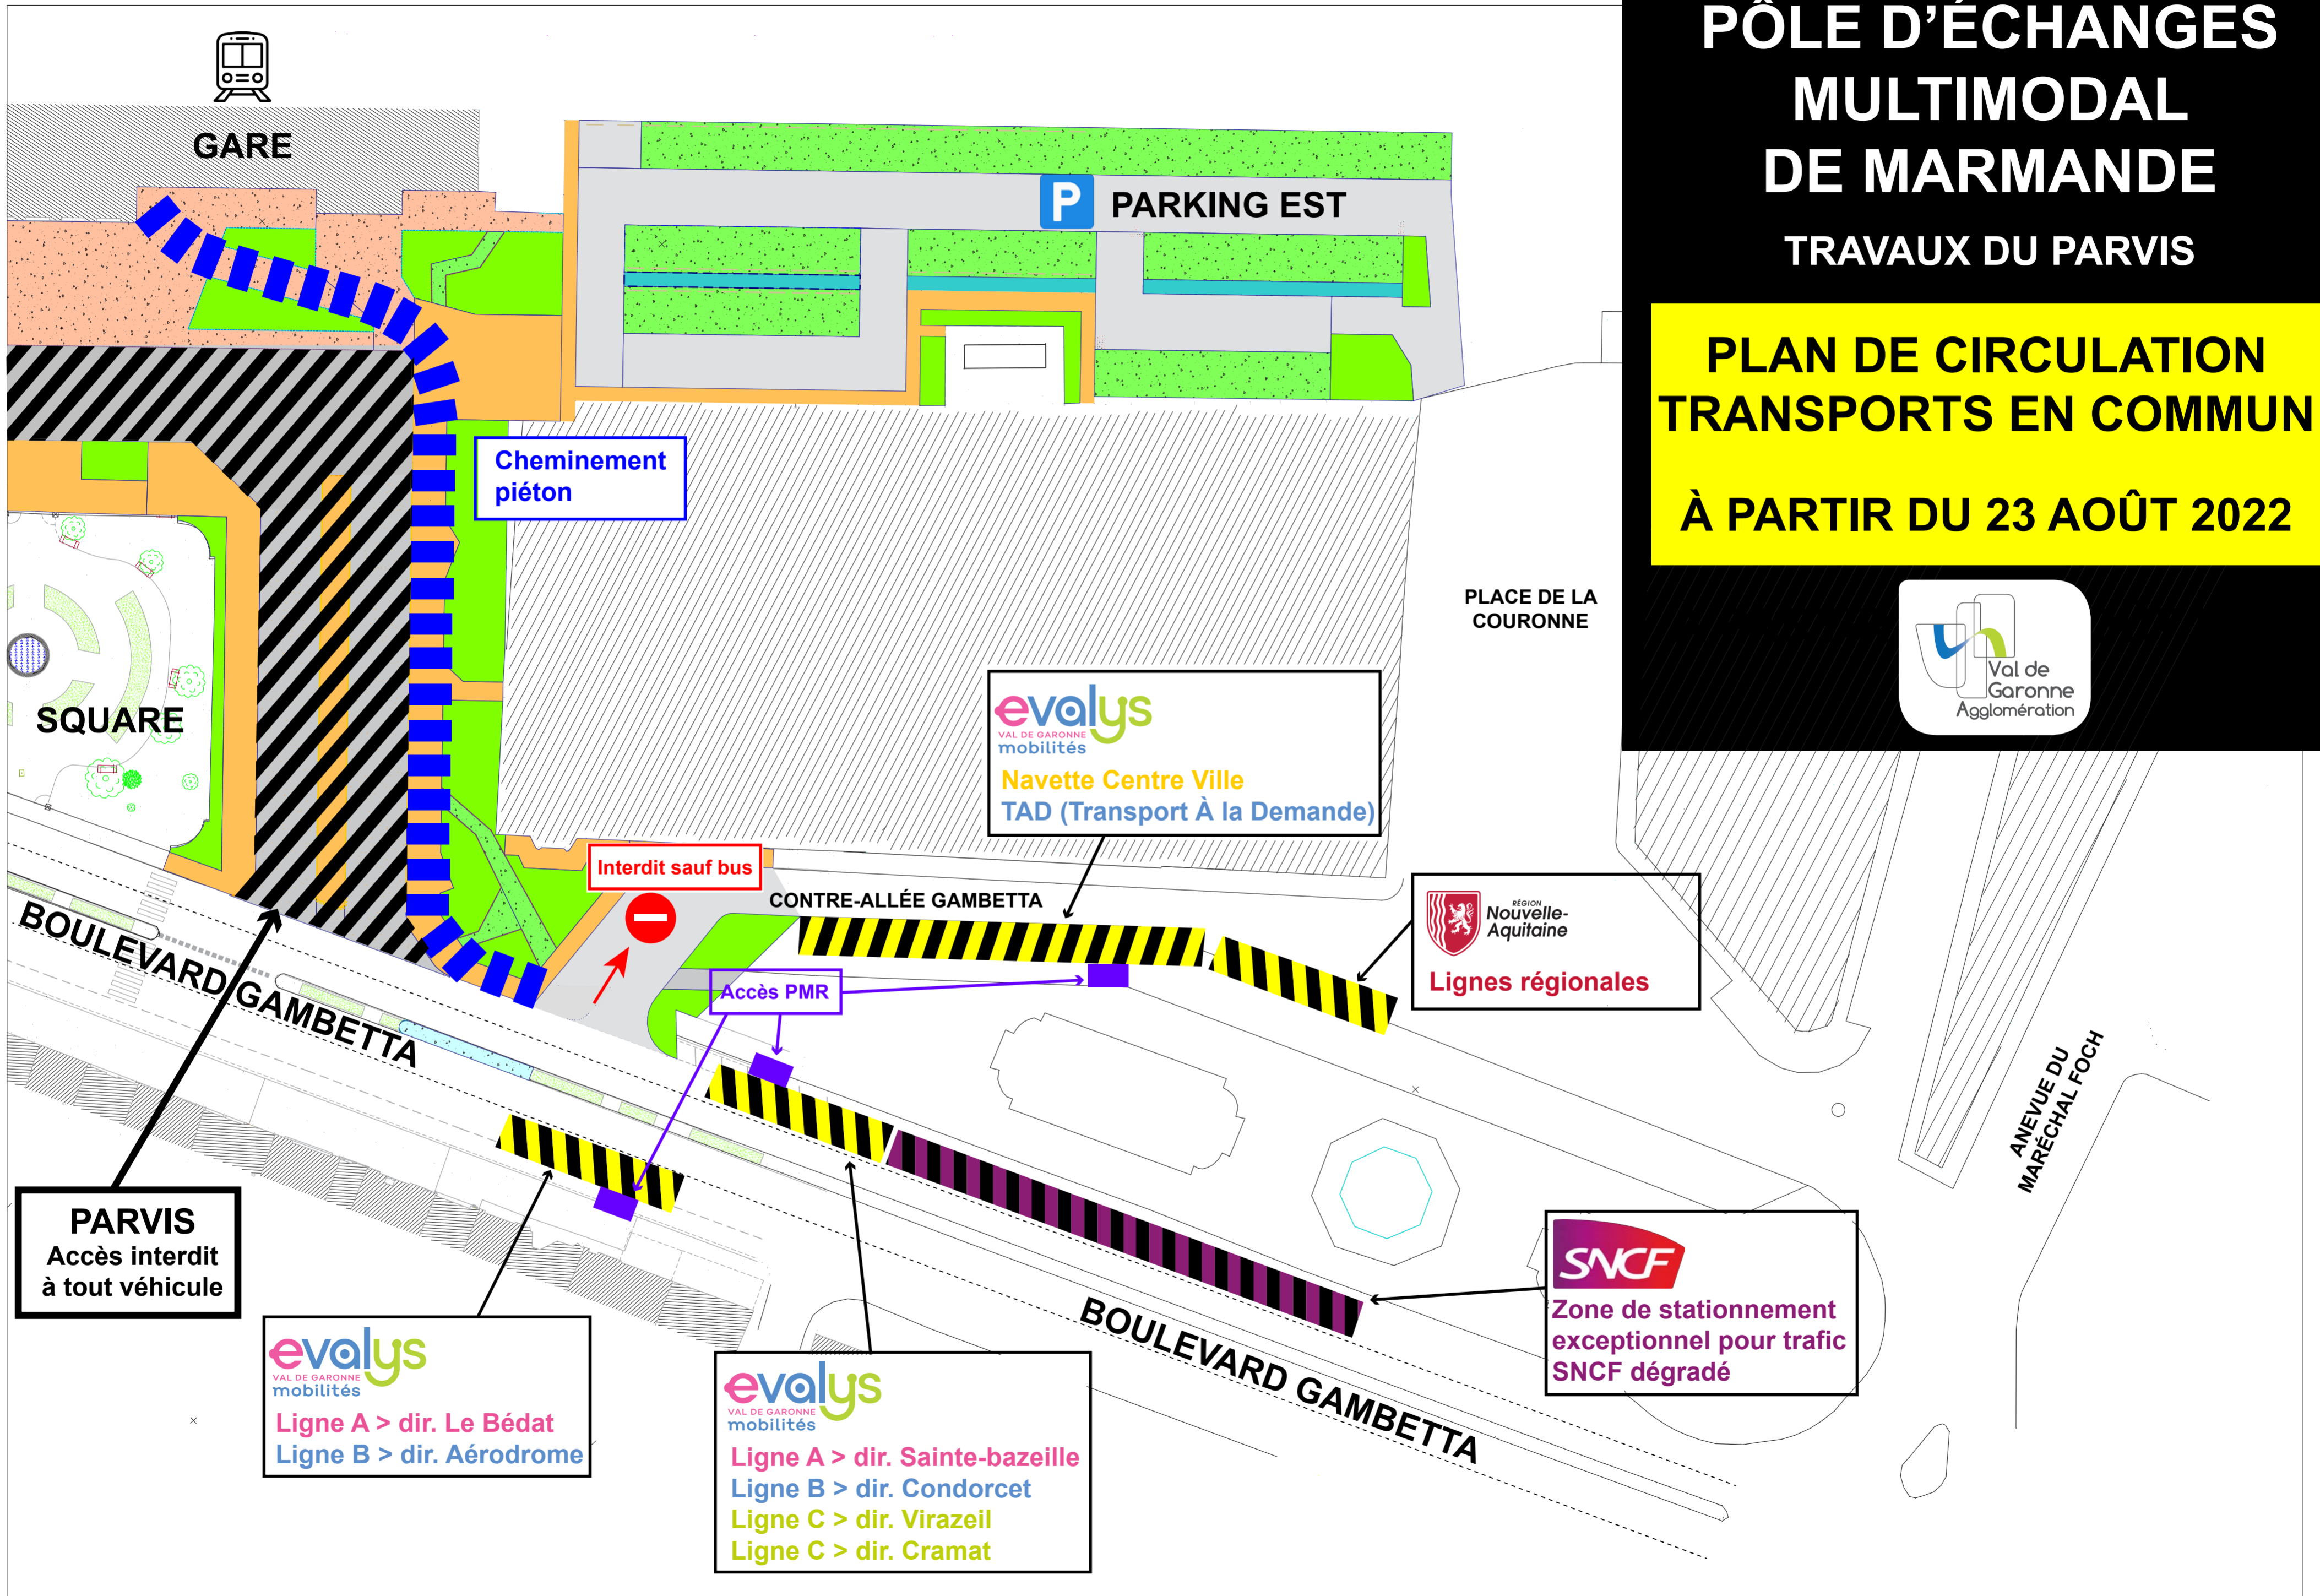 PÔLE D'ÉCHANGES
MULTIMODAL
DE MARMANDE
TRAVAUX DU PARVIS
PLAN DE CIRCULATION
TRANSPORTS EN COMMUN
À PARTIR DU 23 AOÛT 2022
Val de
Garonne
Agglomération
GARE
P PARKING EST
Cheminement
piéton
PLACE DE LA
COURONNE
SQUARE
evalys
VAL DE GARONNE
mobilités
Navette Centre Ville
TAD (Transport À la Demande)
Interdit sauf bus
CONTRE-ALLÉE GAMBETTA
RÉGION
Nouvelle-
Aquitaine
Lignes régionales
Accès PMR
BOULEVARD GAMBETTA
ANEVUE DU
MARÉCHAL FOCH
PARVIS
Accès interdit
à tout véhicule
SNCF
Zone de stationnement
exceptionnel pour trafic
SNCF dégradé
BOULEVARD GAMBETTA
evalys
VAL DE GARONNE
mobilités
Ligne A > dir. Le Bédat
Ligne B > dir. Aérodrome
evalys
VAL DE GARONNE
mobilités
Ligne A > dir. Sainte-bazeille
Ligne B > dir. Condorcet
Ligne C > dir. Virazeil
Ligne C > dir. Cramat